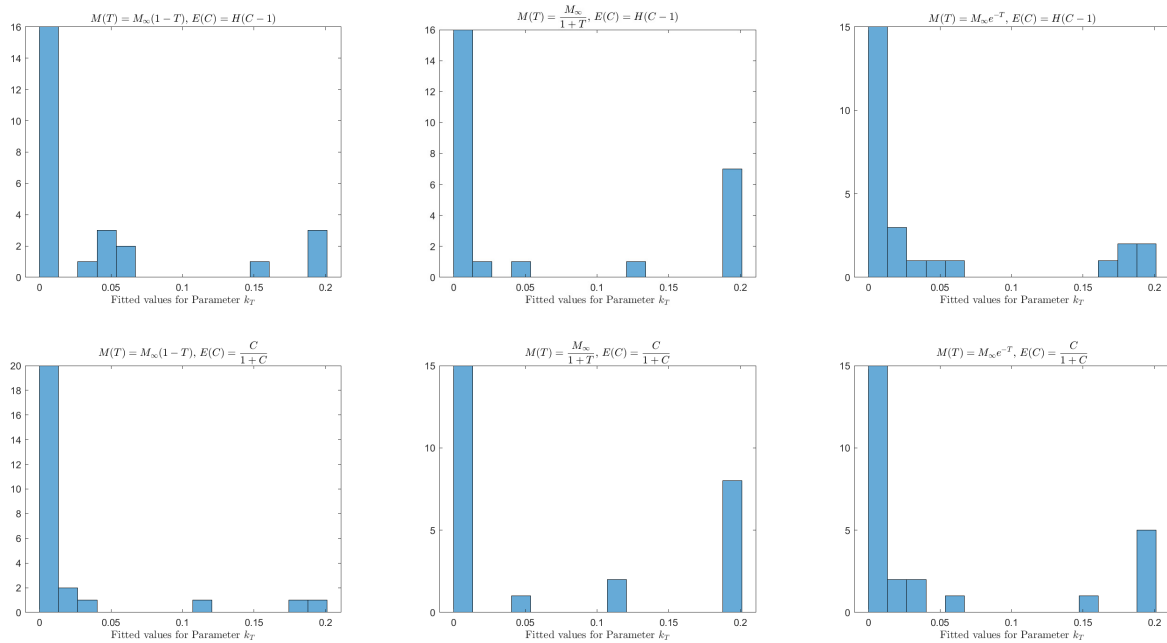 M(T) = M∞(1 − T), E(C) = H(C − 1)
16
14
12
10
8
6
4
2
0
0 0.05 0.1 0.15 0.2
Fitted values for Parameter k_T
M(T) = M∞/(1 + T), E(C) = H(C − 1)
16
14
12
10
8
6
4
2
0
0 0.05 0.1 0.15 0.2
Fitted values for Parameter k_T
M(T) = M∞e^−T, E(C) = H(C − 1)
15
10
5
0
0 0.05 0.1 0.15 0.2
Fitted values for Parameter k_T
M(T) = M∞(1 − T), E(C) = C/(1 + C)
20
18
16
14
12
10
8
6
4
2
0
0 0.05 0.1 0.15 0.2
Fitted values for Parameter k_T
M(T) = M∞/(1 + T), E(C) = C/(1 + C)
15
10
5
0
0 0.05 0.1 0.15 0.2
Fitted values for Parameter k_T
M(T) = M∞e^−T, E(C) = C/(1 + C)
15
10
5
0
0 0.05 0.1 0.15 0.2
Fitted values for Parameter k_T